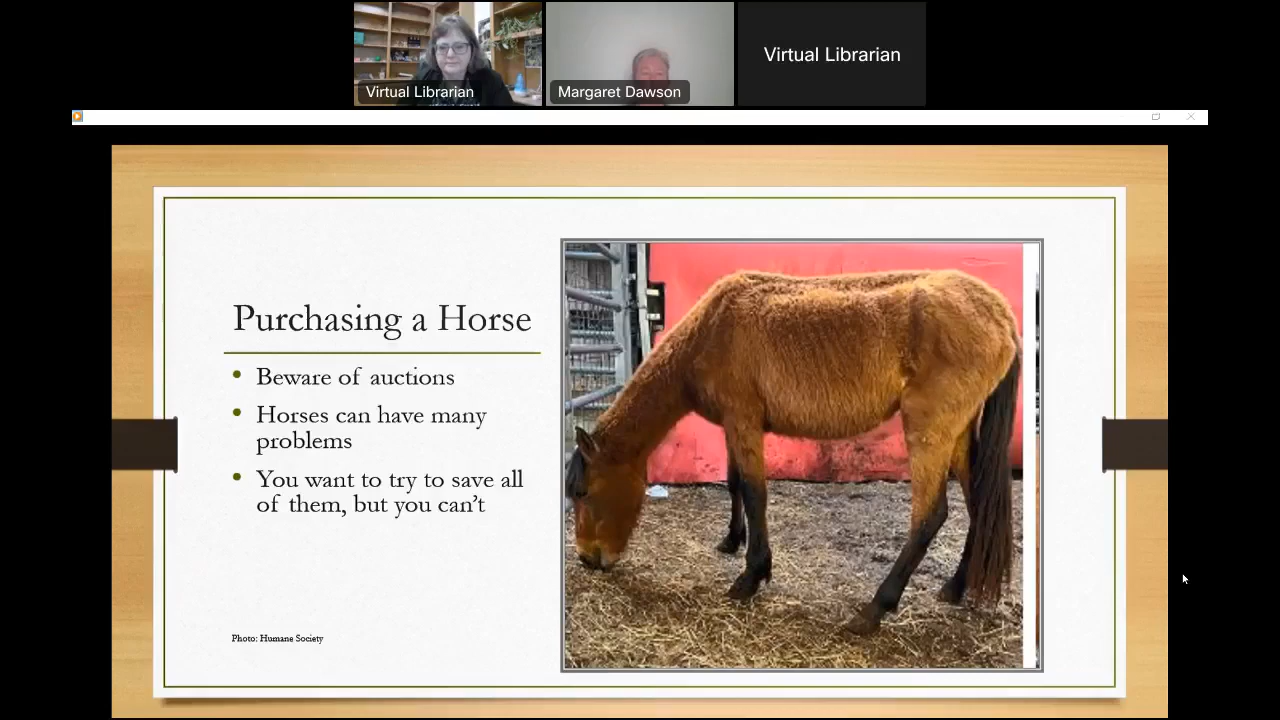 Virtual Librarian
Margaret Dawson
Virtual Librarian
Purchasing a Horse
Beware of auctions
Horses can have many
problems
You want to try to save all
of them, but you can't
Photo: Humane Society